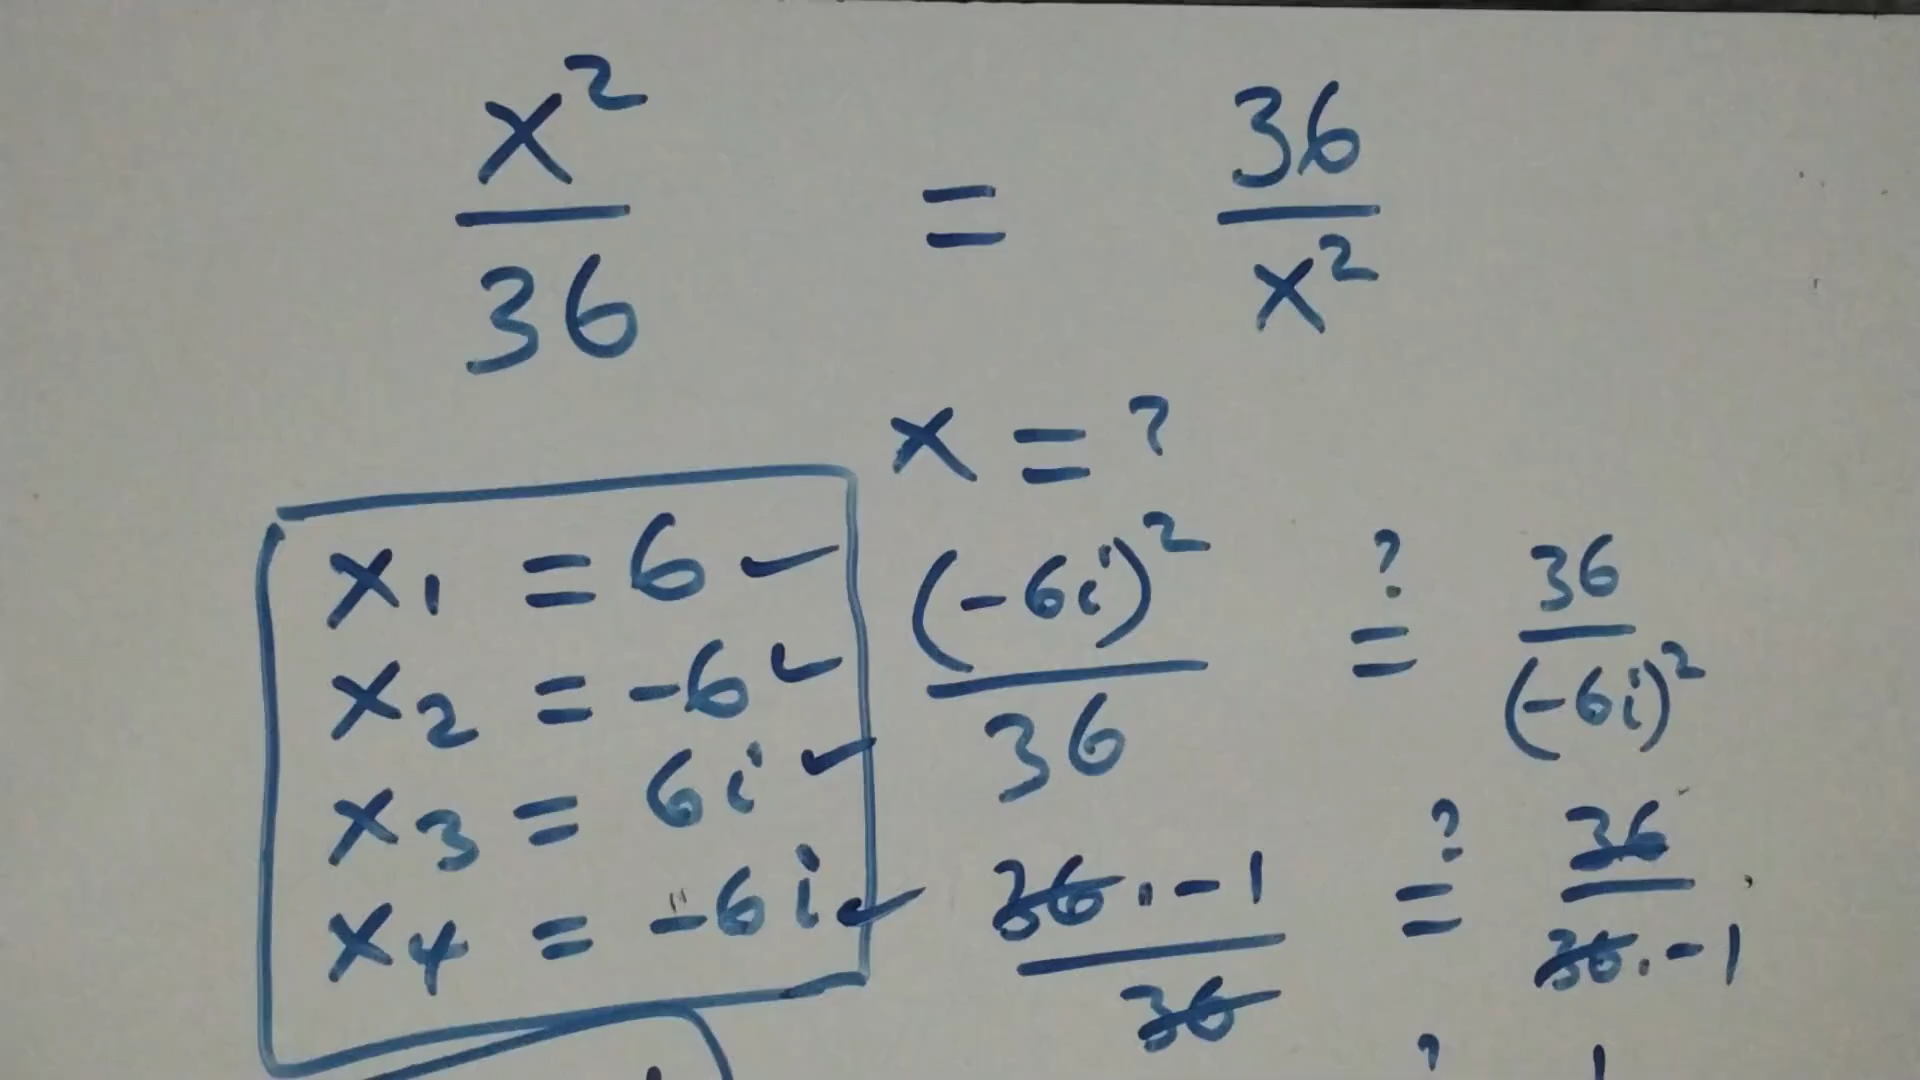 x²/36 = 36/x²
x = ?
x₁ = 6 ✓
x₂ = -6 ✓
x₃ = 6i ✓
x₄ = -6i ✓
(-6i)²/36 ?= 36/(-6i)²
36·-1/36 ?= 36/36·-1
?